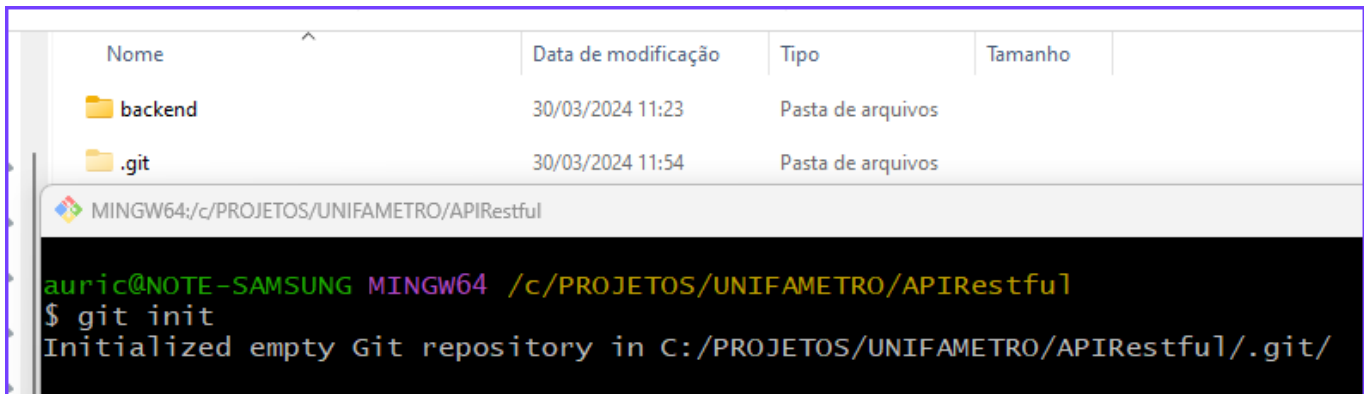 Nome Data de modificação Tipo Tamanho
backend 30/03/2024 11:23 Pasta de arquivos
.git 30/03/2024 11:54 Pasta de arquivos
MINGW64:/c/PROJETOS/UNIFAMETRO/APIRestful
auric@NOTE-SAMSUNG MINGW64 /c/PROJETOS/UNIFAMETRO/APIRestful
$ git init
Initialized empty Git repository in C:/PROJETOS/UNIFAMETRO/APIRestful/.git/